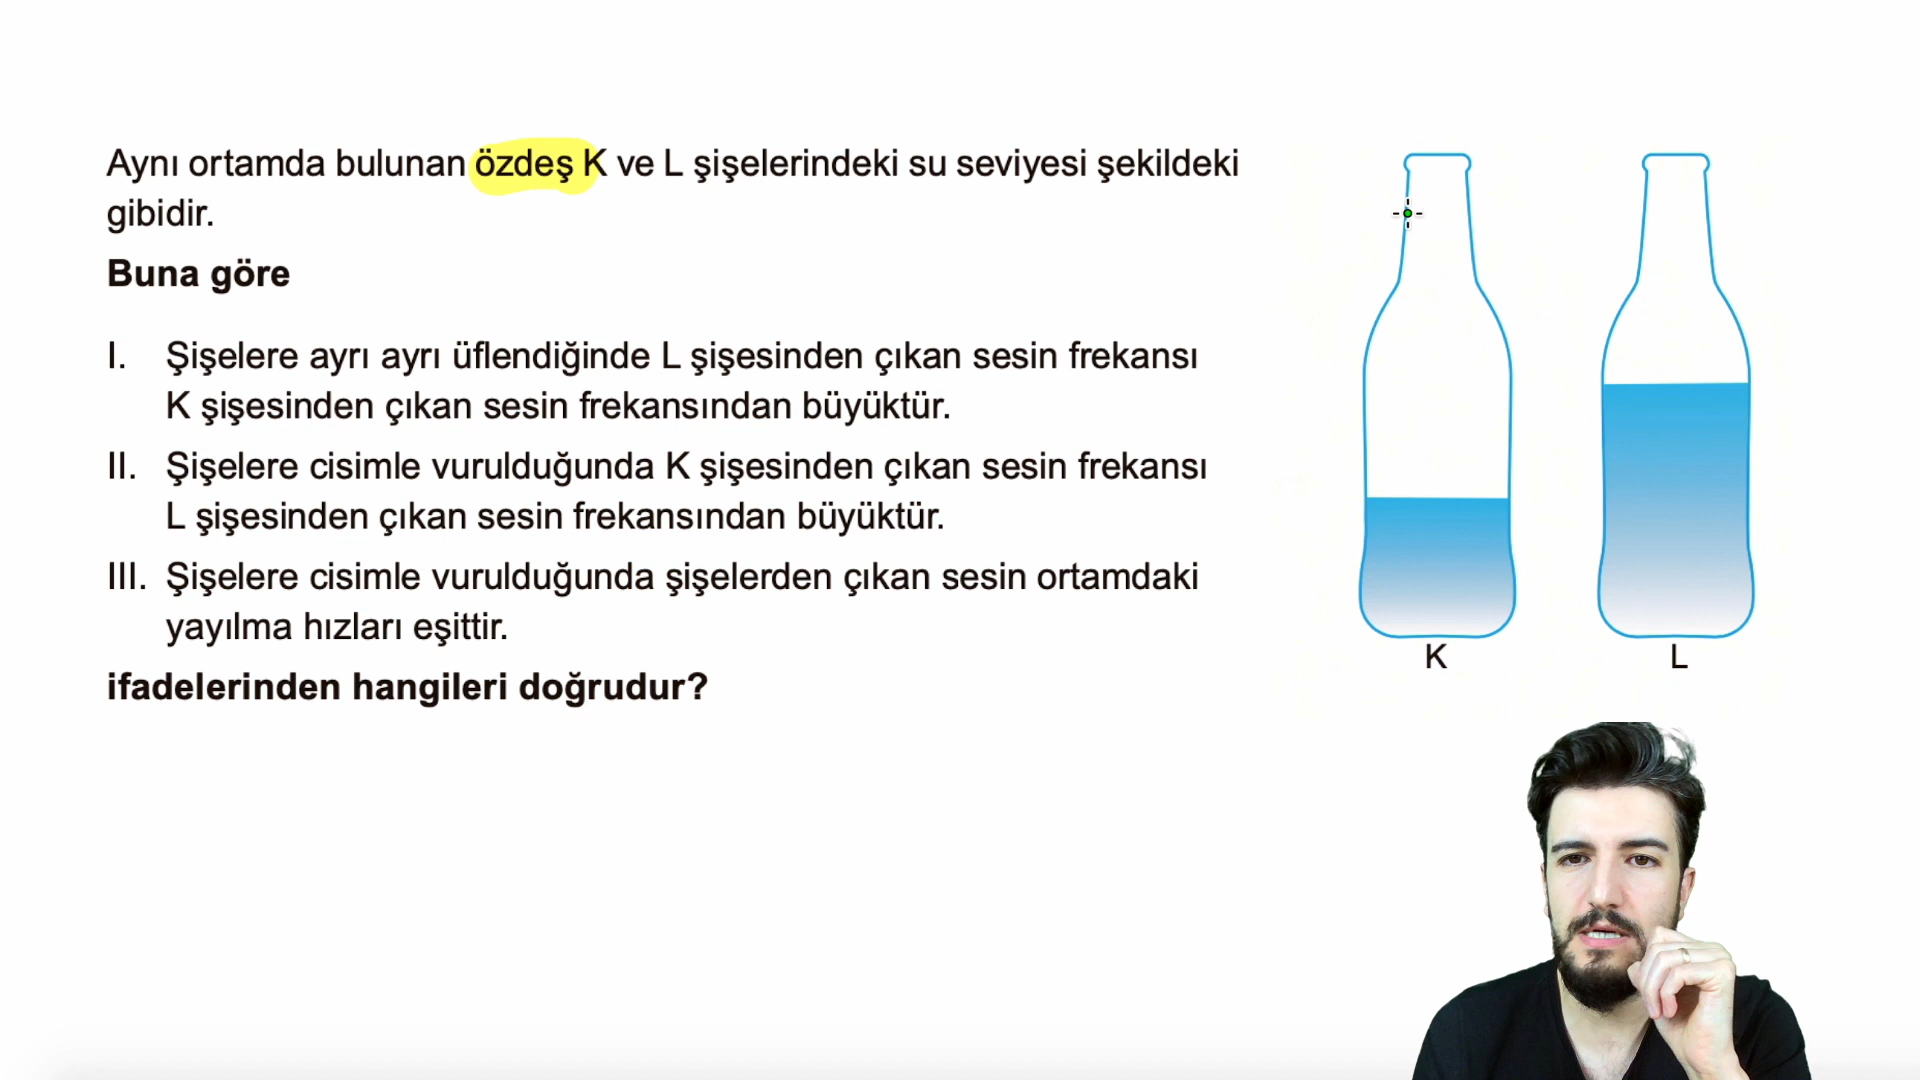 Aynı ortamda bulunan özdeş K ve L şişelerindeki su seviyesi şekildeki
gibidir.
Buna göre
I. Şişelere ayrı ayrı üflendiğinde L şişesinden çıkan sesin frekansı
K şişesinden çıkan sesin frekansından büyüktür.
II. Şişelere cisimle vurulduğunda K şişesinden çıkan sesin frekansı
L şişesinden çıkan sesin frekansından büyüktür.
III. Şişelere cisimle vurulduğunda şişelerden çıkan sesin ortamdaki
yayılma hızları eşittir.
ifadelerinden hangileri doğrudur?
K
L